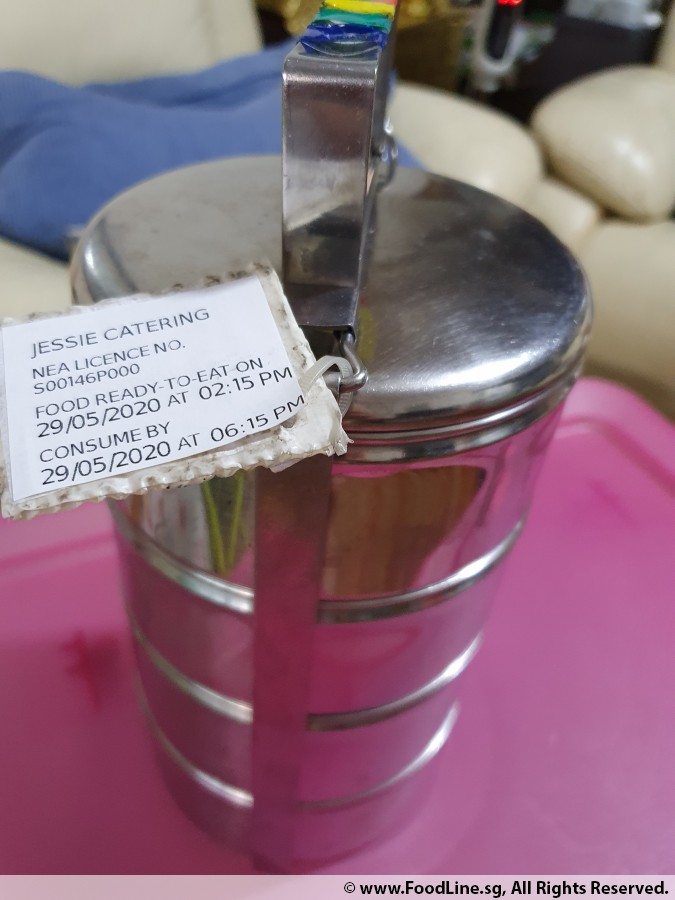 JESSIE CATERING
NEA LICENCE NO.
S00146P000
FOOD READY-TO-EAT ON
29/05/2020 AT 02:15 PM
CONSUME BY
29/05/2020 AT 06:15 PM
© www.FoodLine.sg, All Rights Reserved.